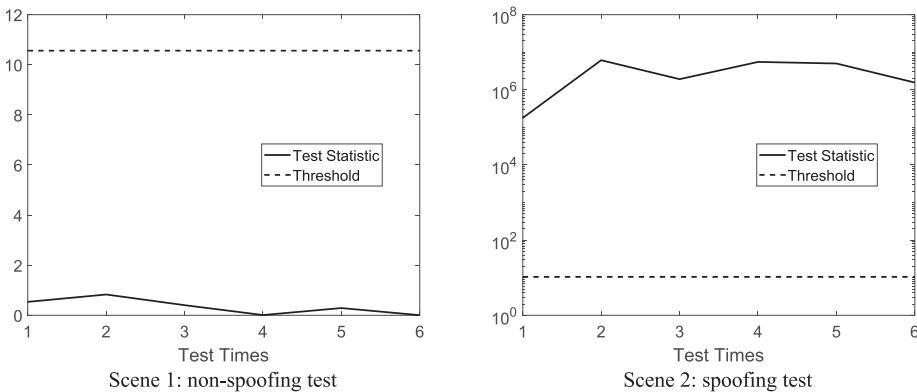 12
10
8
6
4
2
0
Test Statistic
Threshold
1 2 3 4 5 6
Test Times
Scene 1: non-spoofing test
10^8
10^6
10^4
10^2
10^0
Test Statistic
Threshold
1 2 3 4 5 6
Test Times
Scene 2: spoofing test